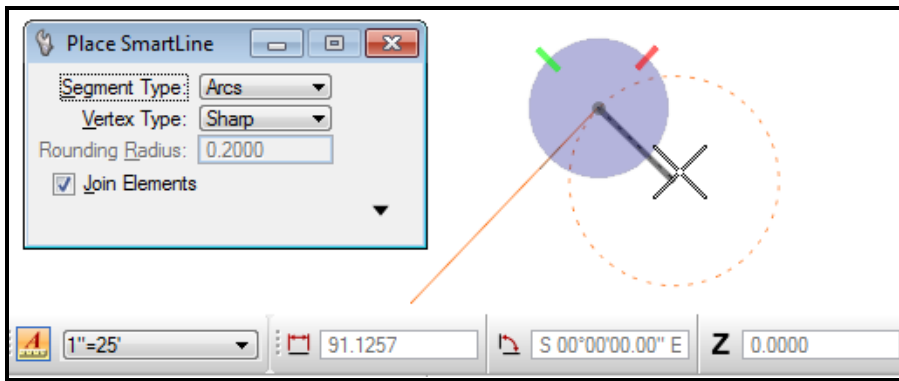 Place SmartLine
Segment Type: Arcs
Vertex Type: Sharp
Rounding Radius: 0.2000
Join Elements
A 1"=25' 91.1257 S 00°00'00.00" E Z 0.0000